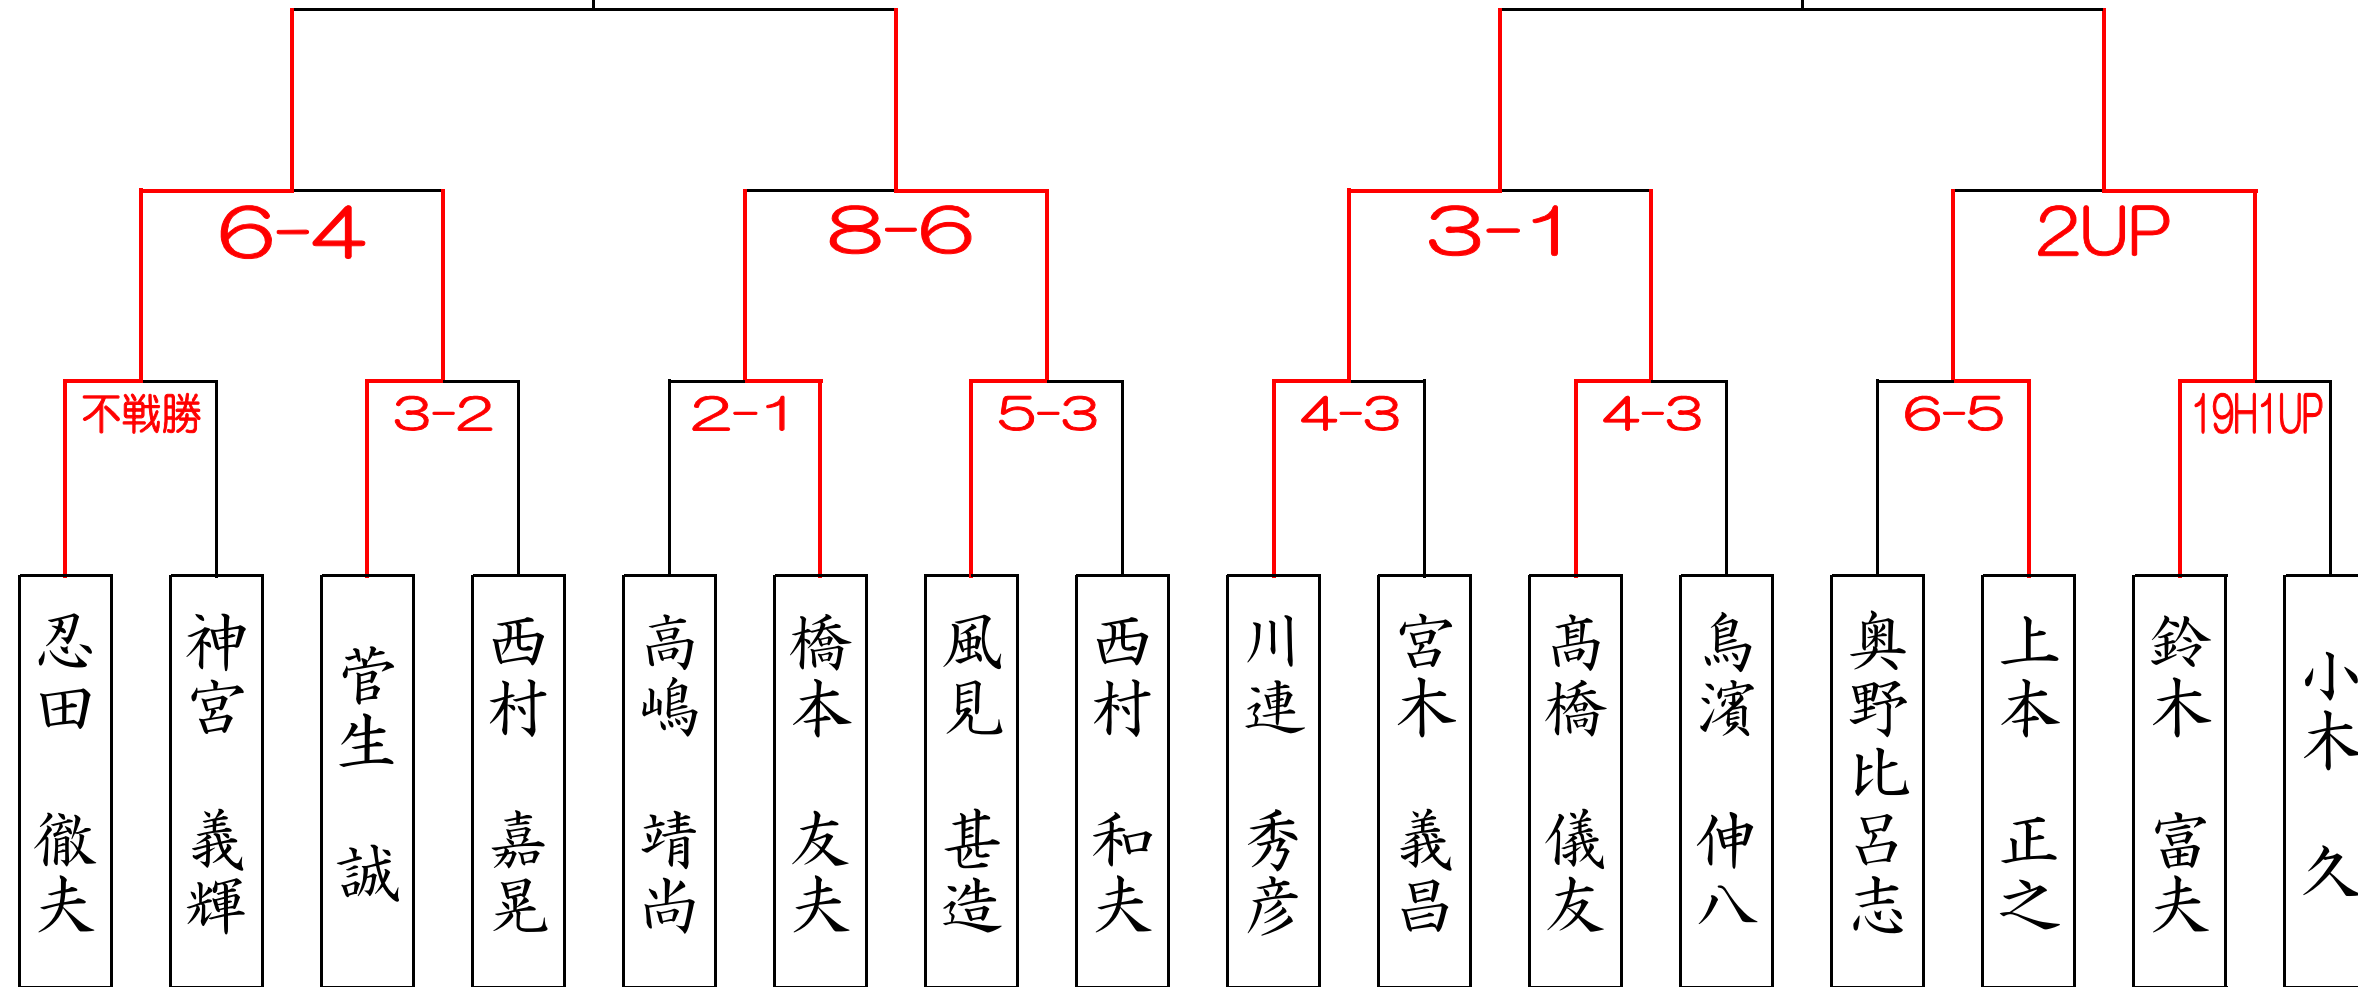 6-4
8-6
3-1
2UP
不戦勝
3-2
2-1
5-3
4-3
4-3
6-5
19H1UP
忍田 徹夫
神宮 義輝
菅生 誠
西村 嘉晃
高嶋 靖尚
橋本 友夫
風見 甚造
西村 和夫
川連 秀彦
宮木 義昌
髙橋 儀友
鳥濱 伸八
奥野比呂志
上本 正之
鈴木 富夫
小木 久